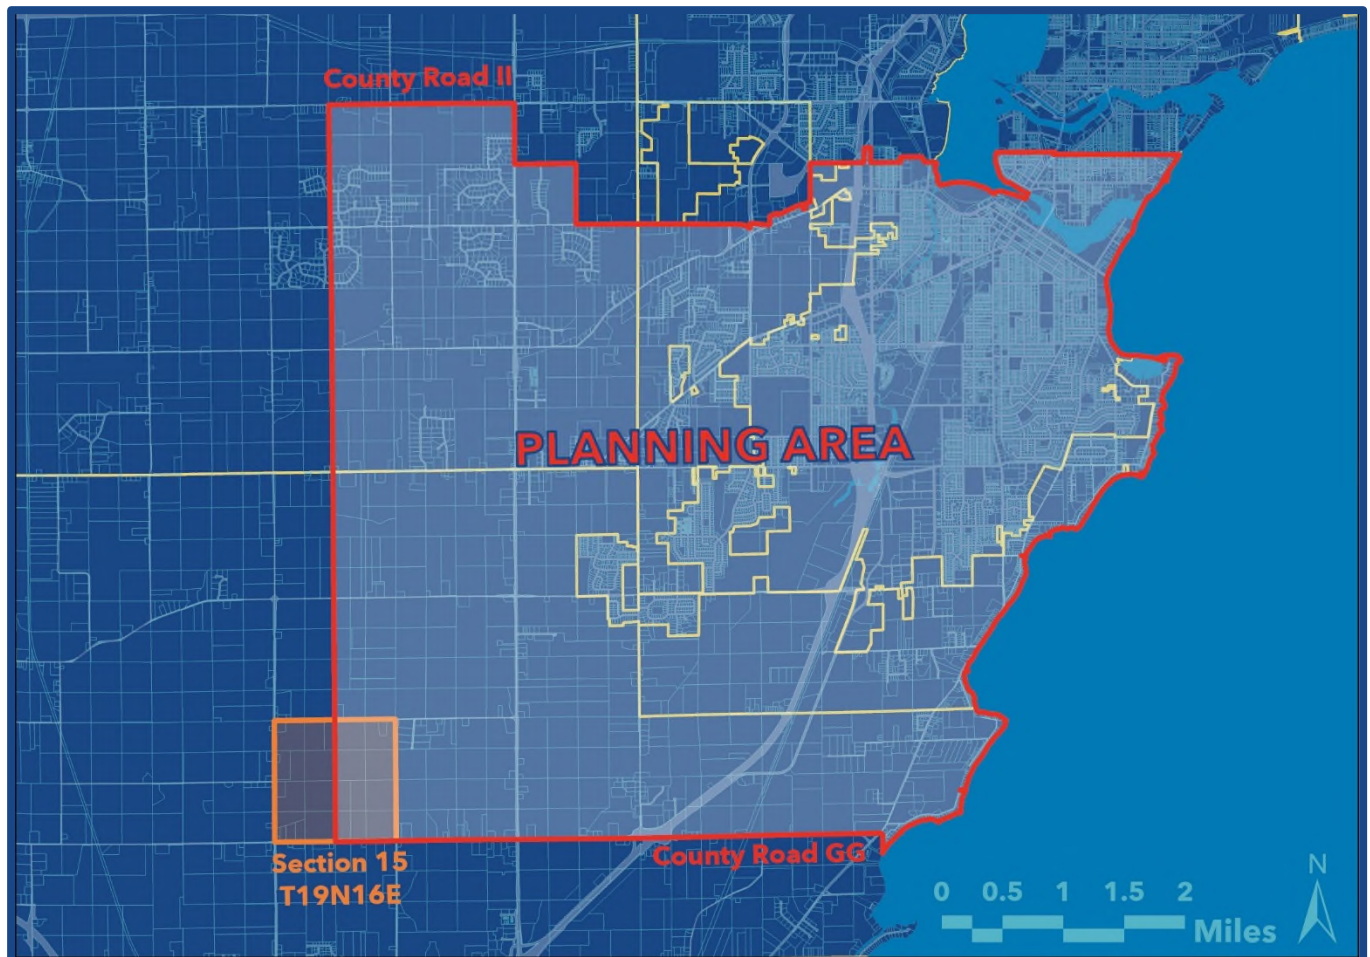 County Road II
PLANNING AREA
Section 15
T19N16E
County Road GG
N
0 0.5 1 1.5 2
Miles